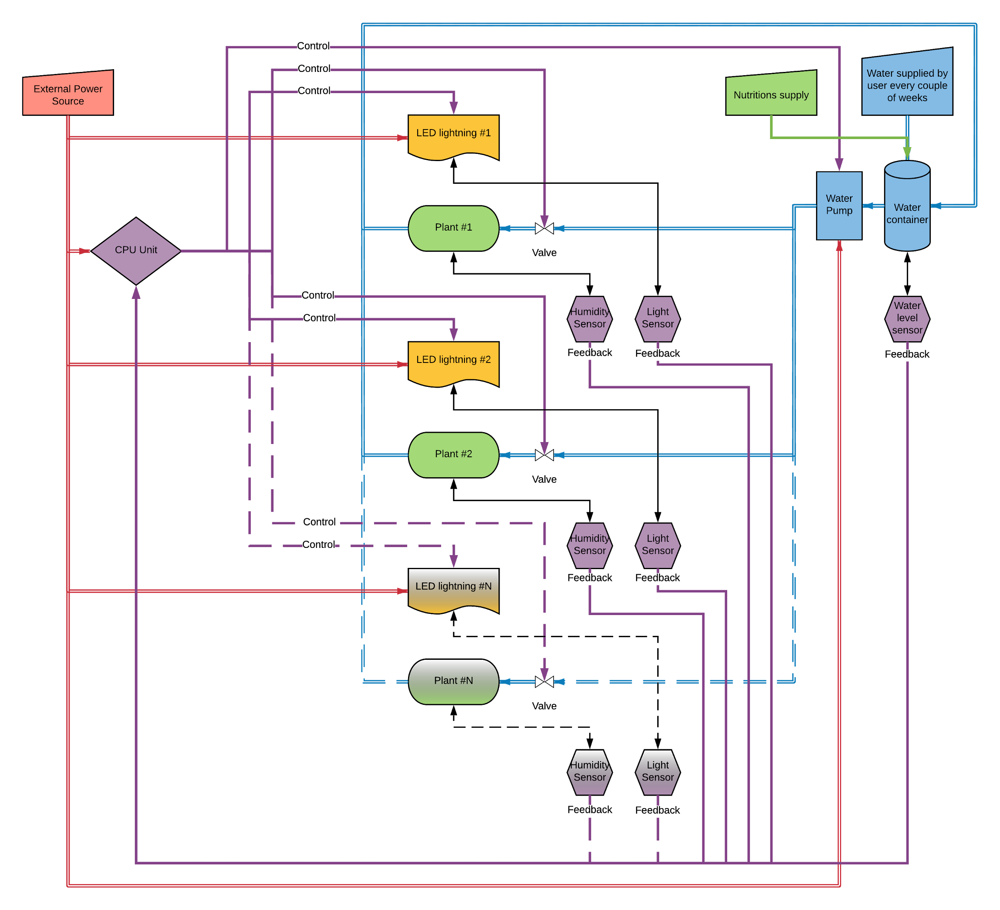 Control
Control
Control
External Power
Source
Nutritions supply
Water supplied by
user every couple
of weeks
LED lightning #1
Water
Pump
Water
container
Plant #1
CPU Unit
Valve
Control
Control
Humidity
Sensor
Light
Sensor
Water
level
sensor
Feedback
Feedback
Feedback
LED lightning #2
Plant #2
Valve
Control
Control
Humidity
Sensor
Light
Sensor
Feedback
Feedback
LED lightning #N
Plant #N
Valve
Humidity
Sensor
Light
Sensor
Feedback
Feedback